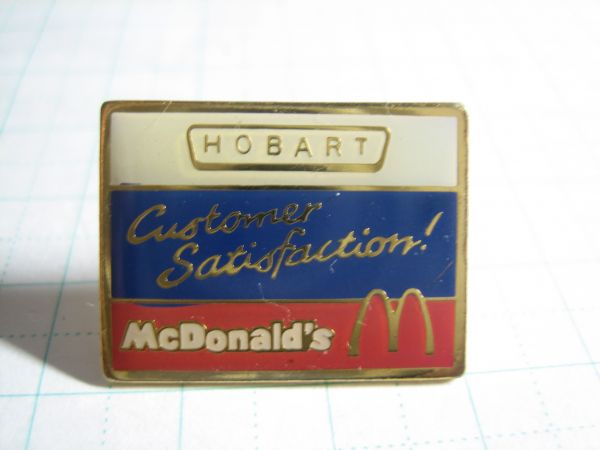 HOBART
Customer
Satisfaction!
McDonald's